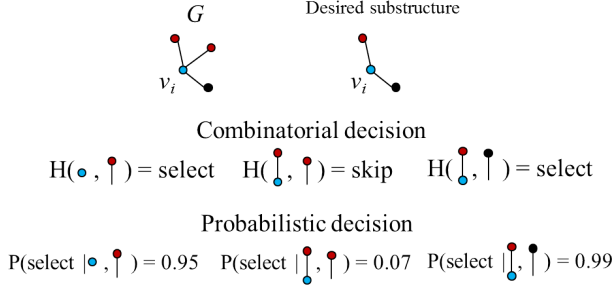 G
Desired substructure
v_i
v_i
Combinatorial decision
H( , ) = select H( , ) = skip H( , ) = select
Probabilistic decision
P(select | , ) = 0.95 P(select | , ) = 0.07 P(select | , ) = 0.99